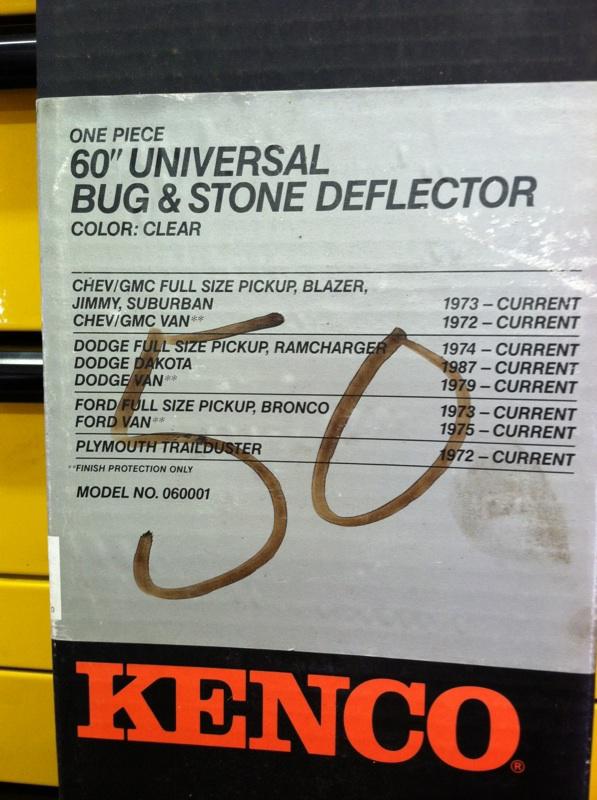 ONE PIECE
60" UNIVERSAL
BUG & STONE DEFLECTOR
COLOR: CLEAR
CHEV/GMC FULL SIZE PICKUP, BLAZER,
JIMMY, SUBURBAN 1973 – CURRENT
CHEV/GMC VAN** 1972 – CURRENT
DODGE FULL SIZE PICKUP, RAMCHARGER 1974 – CURRENT
DODGE DAKOTA 1987 – CURRENT
DODGE VAN** 1979 – CURRENT
FORD FULL SIZE PICKUP, BRONCO 1973 – CURRENT
FORD VAN** 1975 – CURRENT
PLYMOUTH TRAILDUSTER 1972 – CURRENT
**FINISH PROTECTION ONLY
MODEL NO. 060001
50
KENCO®